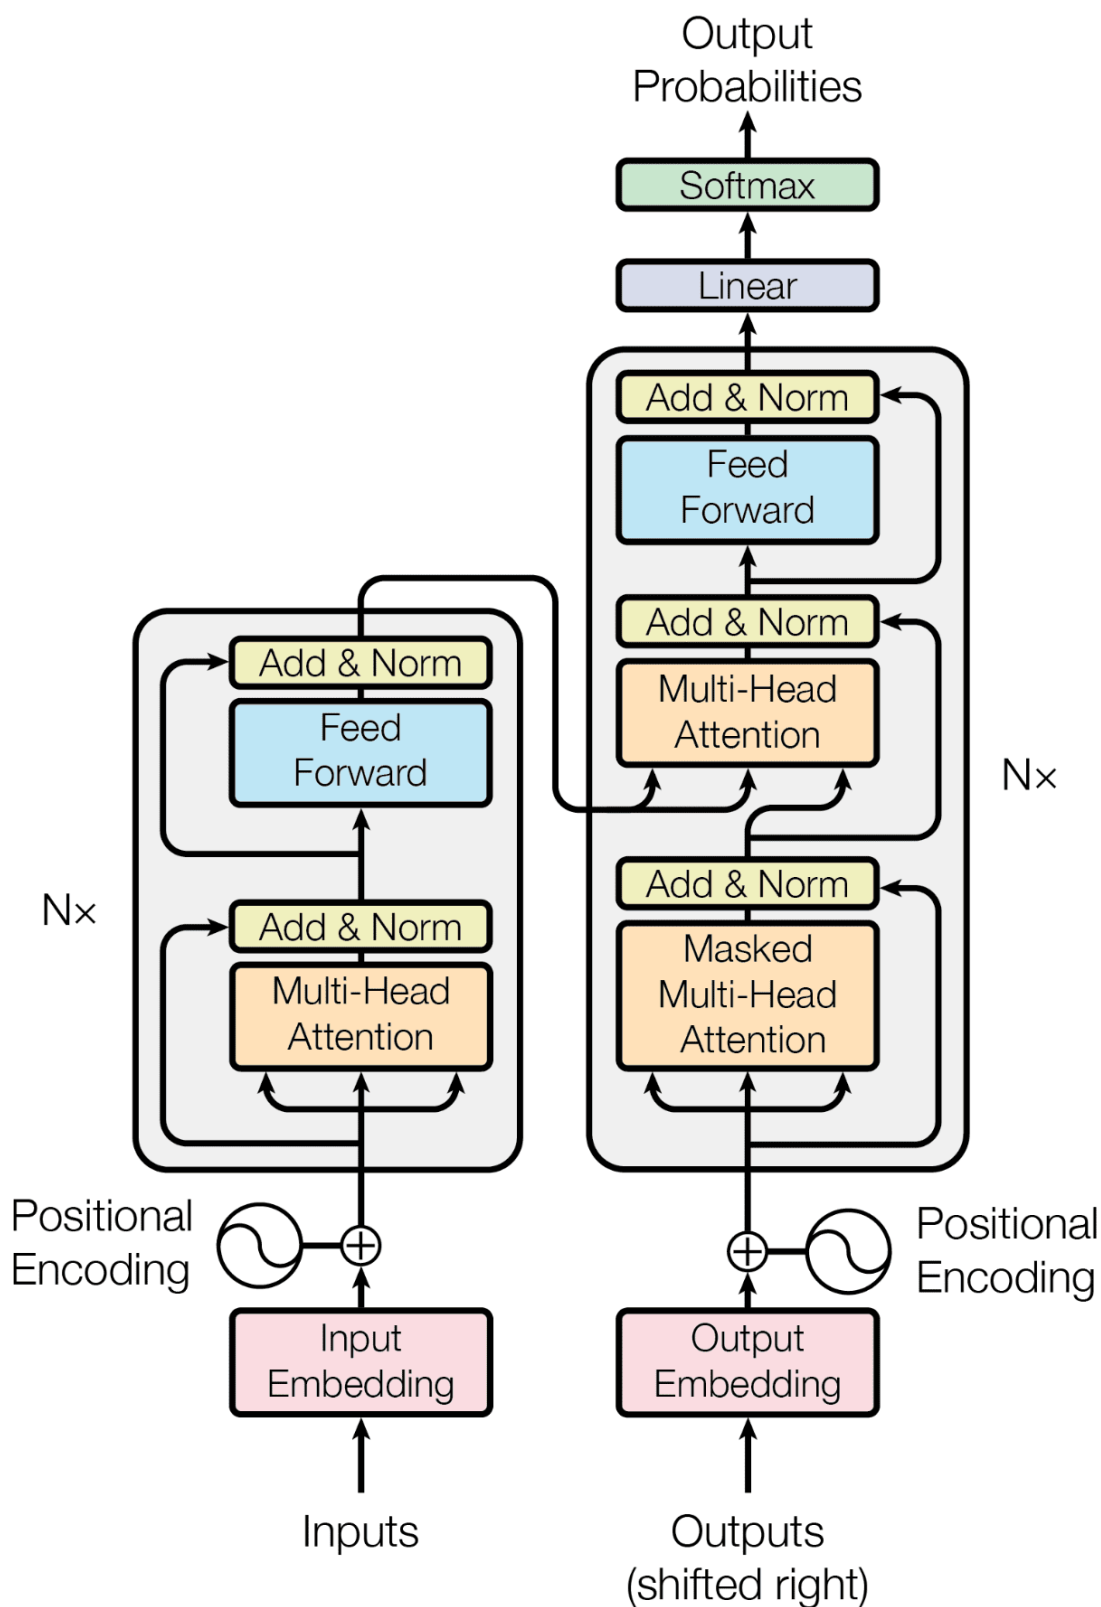 Output
Probabilities
Softmax
Linear
Add & Norm
Feed
Forward
Add & Norm
Multi-Head
Attention
Nx
Add & Norm
Masked
Multi-Head
Attention
Add & Norm
Feed
Forward
Nx
Add & Norm
Multi-Head
Attention
Positional
Encoding
Positional
Encoding
Input
Embedding
Output
Embedding
Inputs
Outputs
(shifted right)